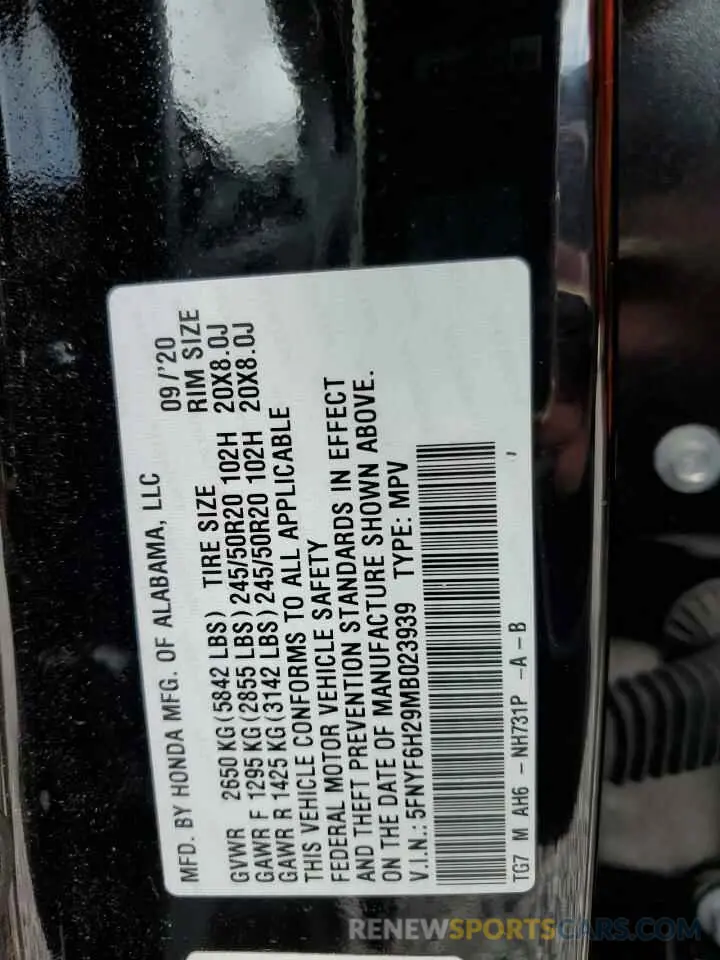 MFD. BY HONDA MFG. OF ALABAMA, LLC 09/'20
TIRE SIZE RIM SIZE
GVWR 2650 KG (5842 LBS)
GAWR F 1295 KG (2855 LBS) 245/50R20 102H 20X8.0J
GAWR R 1425 KG (3142 LBS) 245/50R20 102H 20X8.0J
THIS VEHICLE CONFORMS TO ALL APPLICABLE
FEDERAL MOTOR VEHICLE SAFETY
AND THEFT PREVENTION STANDARDS IN EFFECT
ON THE DATE OF MANUFACTURE SHOWN ABOVE.
V.I.N.: 5FNYF6H29MB023939 TYPE: MPV
TG7 M AH6 - NH731P -A-B
RENEWSPORTSCARS.COM